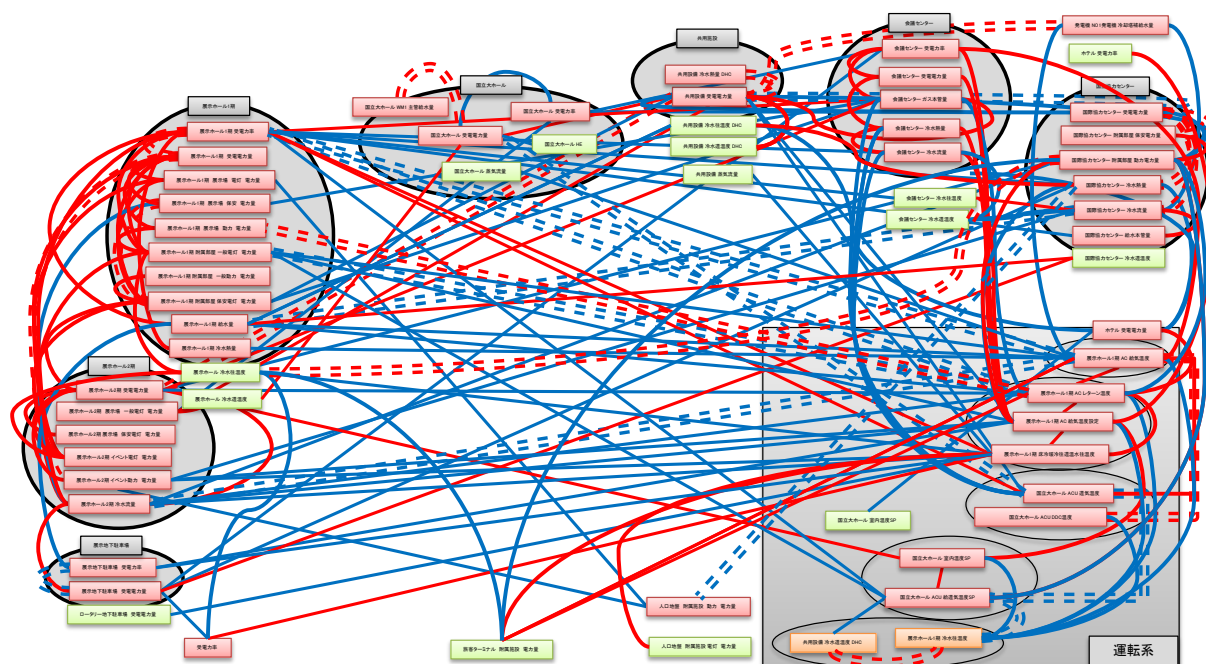 展示ホール1期
展示ホール1期 受電力率
展示ホール1期 受電電力量
展示ホール1期 展示場 電灯 電力量
展示ホール1期 展示場 保安 電力量
展示ホール1期 展示場 動力 電力量
展示ホール1期 附属部屋 一般電灯 電力量
展示ホール1期 附属部屋 一般動力 電力量
展示ホール1期 附属部屋 保安電灯 電力量
展示ホール1期 給水量
展示ホール1期 冷水熱量
展示ホール2期
展示ホール 冷水往温度
展示ホール2期 受電電力量
展示ホール 冷水還温度
展示ホール2期 展示場 一般電灯 電力量
展示ホール2期 展示場 保安電灯 電力量
展示ホール2期 イベント電灯 電力量
展示ホール2期 イベント動力 電力量
展示ホール2期 冷水流量
展示地下駐車場
展示地下駐車場 受電力率
展示地下駐車場 受電電力量
ロータリー地下駐車場 受電電力量
受電力率
国立大ホール
国立大ホール WM1 主管給水量
国立大ホール 受電力率
国立大ホール 受電電力量
国立大ホール HE
国立大ホール 蒸気流量
共用施設
共用設備 冷水熱量 DHC
共用設備 受電電力量
共用設備 冷水往温度 DHC
共用設備 冷水還温度 DHC
共用設備 蒸気流量
会議センター
会議センター 受電力率
会議センター 受電電力量
会議センター ガス本管量
会議センター 冷水熱量
会議センター 冷水流量
会議センター 冷水往温度
会議センター 冷水還温度
発電機 NO1発電機 冷却塔補給水量
ホテル 受電力率
国際協力センター
国際協力センター 受電電力量
国際協力センター 附属部屋 保安電力量
国際協力センター 附属部屋 動力電力量
国際協力センター 冷水熱量
国際協力センター 冷水流量
国際協力センター 給水本管量
国際協力センター 冷水還温度
ホテル 受電電力量
展示ホール1期 AC 給気温度
展示ホール1期 AC レターン温度
展示ホール1期 AC 給気温度設定
展示ホール1期 床冷暖冷往還温水往温度
国立大ホール ACU 還気温度
国立大ホール ACU DDC温度
国立大ホール 室内温度SP
国立大ホール 室内温度SP
国立大ホール ACU 給還気温度SP
共用設備 冷水還温度 DHC
展示ホール1期 冷水往温度
運転系
旅客ターミナル 附属施設 電力量
人口地盤 附属施設 動力 電力量
人口地盤 附属施設 電灯 電力量